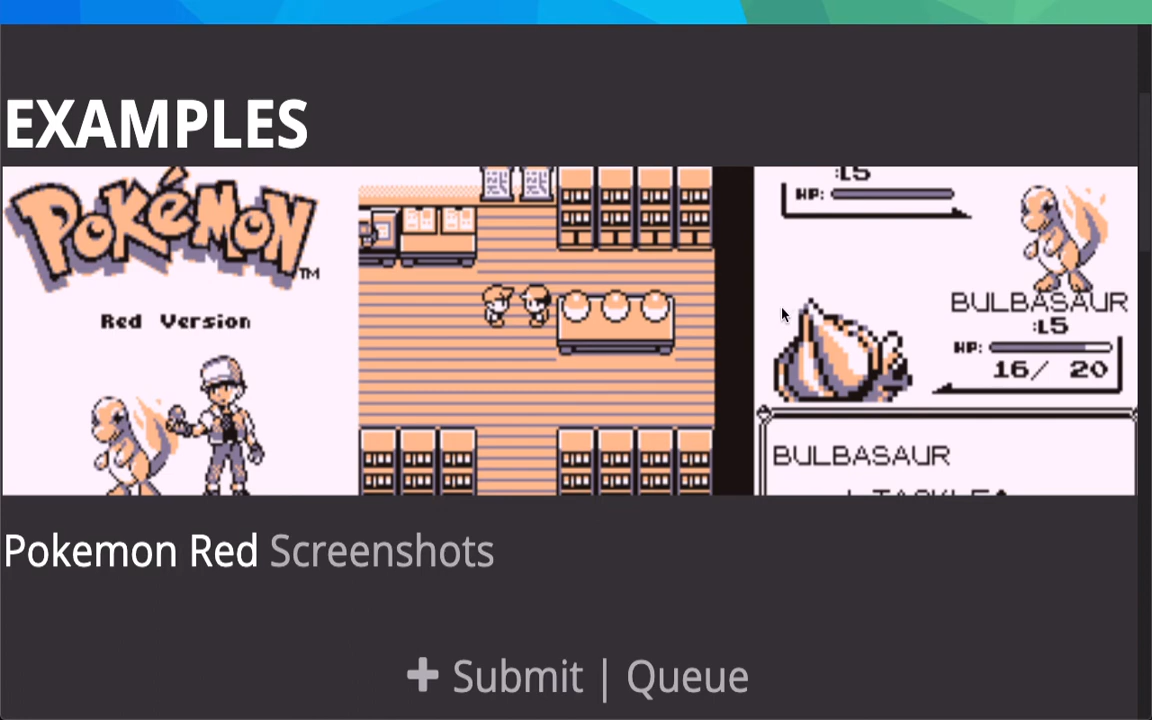 EXAMPLES
POKéMON
TM
Red Version
:L5
HP:
BULBASAUR
:L5
HP:
16/ 20
BULBASAUR
Pokemon Red Screenshots
+ Submit | Queue